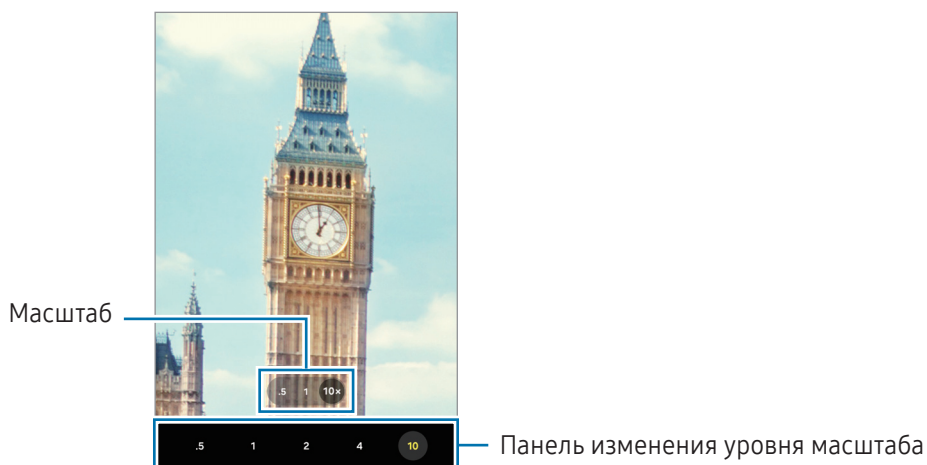 Масштаб
.5 1 10×
.5 1 2 4 10
Панель изменения уровня масштаба